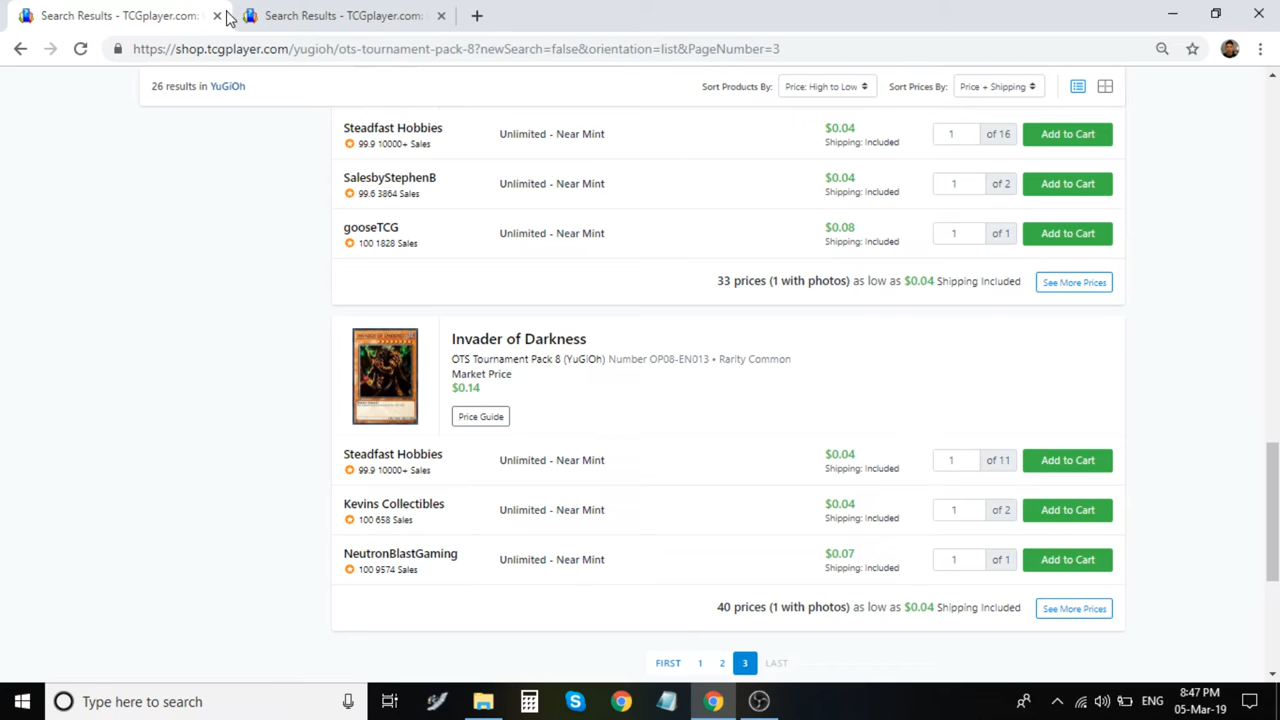 Search Results - TCGplayer.com:
Search Results - TCGplayer.com:
https://shop.tcgplayer.com/yugioh/ots-tournament-pack-8?newSearch=false&orientation=list&PageNumber=3
26 results in YuGiOh
Sort Products By:
Price: High to Low
Sort Prices By:
Price + Shipping
Steadfast Hobbies
99.9 10000+ Sales
Unlimited - Near Mint
$0.04
Shipping: Included
1
of 16
Add to Cart
SalesbyStephenB
99.6 3864 Sales
Unlimited - Near Mint
$0.04
Shipping: Included
1
of 2
Add to Cart
gooseTCG
100 1828 Sales
Unlimited - Near Mint
$0.08
Shipping: Included
1
of 1
Add to Cart
33 prices (1 with photos) as low as $0.04 Shipping Included
See More Prices
Invader of Darkness
OTS Tournament Pack 8 (YuGiOh) Number OP08-EN013 • Rarity Common
Market Price
$0.14
Price Guide
Steadfast Hobbies
99.9 10000+ Sales
Unlimited - Near Mint
$0.04
Shipping: Included
1
of 11
Add to Cart
Kevins Collectibles
100 658 Sales
Unlimited - Near Mint
$0.04
Shipping: Included
1
of 2
Add to Cart
NeutronBlastGaming
100 9574 Sales
Unlimited - Near Mint
$0.07
Shipping: Included
1
of 1
Add to Cart
40 prices (1 with photos) as low as $0.04 Shipping Included
See More Prices
FIRST 1 2 3 LAST
Type here to search
ENG
8:47 PM
05-Mar-19